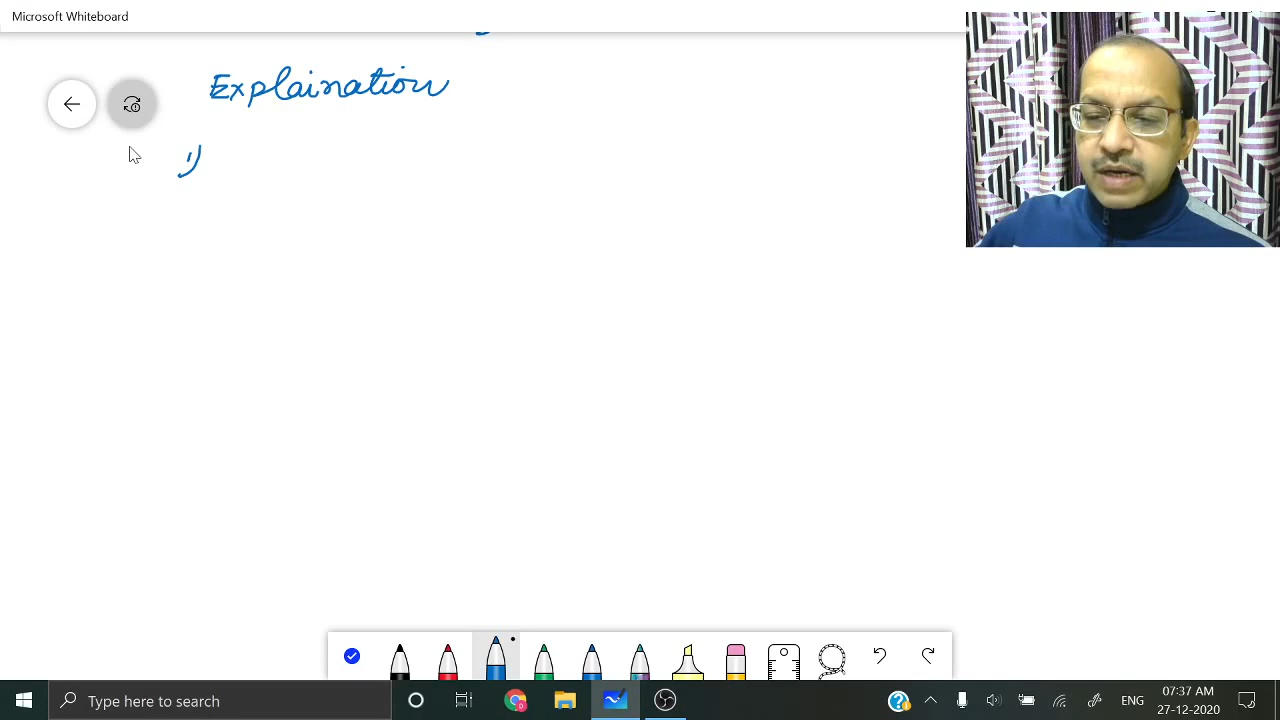 Microsoft Whiteboard
Explaination
1)
Type here to search
ENG
07:37 AM
27-12-2020